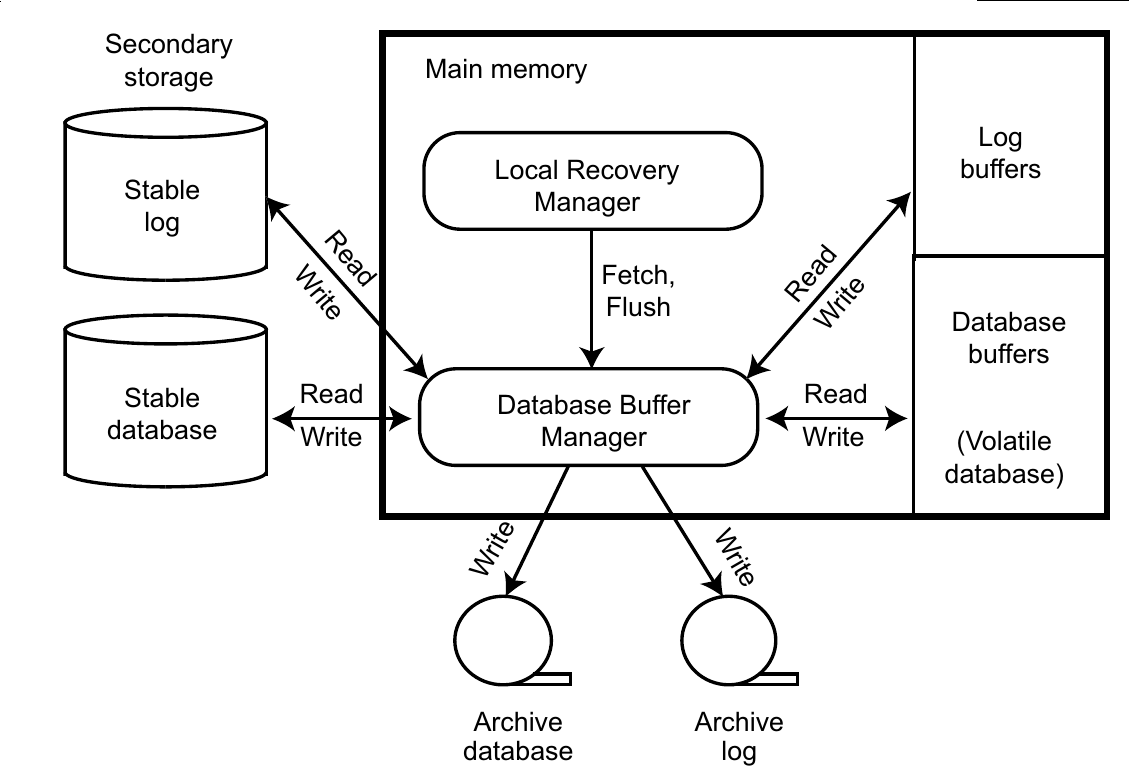 Secondary
storage
Main memory
Stable
log
Local Recovery
Manager
Log
buffers
Read
Write
Fetch,
Flush
Read
Write
Stable
database
Read
Write
Database Buffer
Manager
Read
Write
Database
buffers
(Volatile
database)
Write
Write
Archive
database
Archive
log